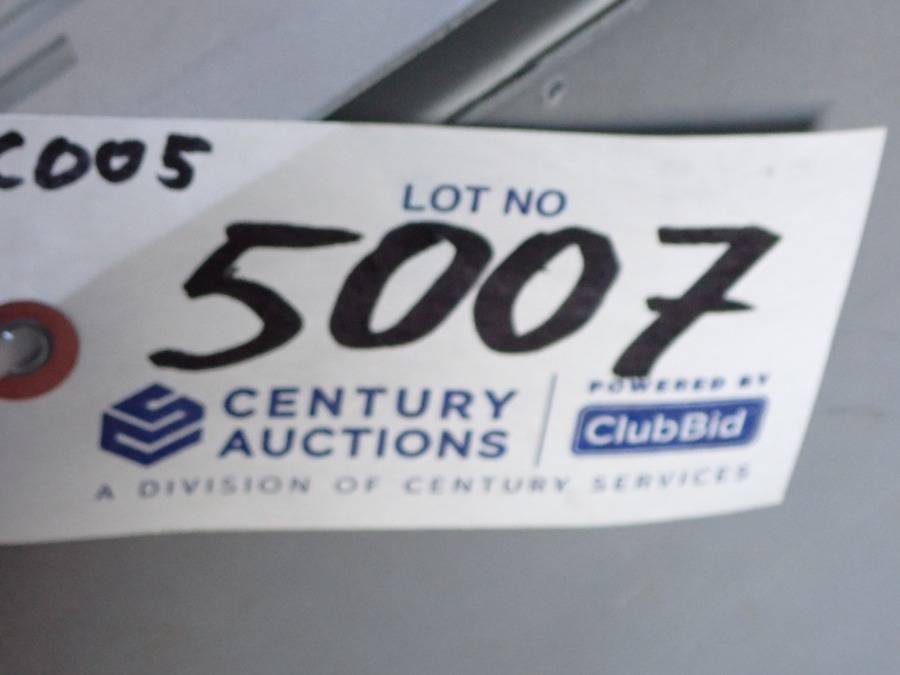 C005
LOT NO
5007
CENTURY
AUCTIONS
POWERED BY
ClubBid
A DIVISION OF CENTURY SERVICES